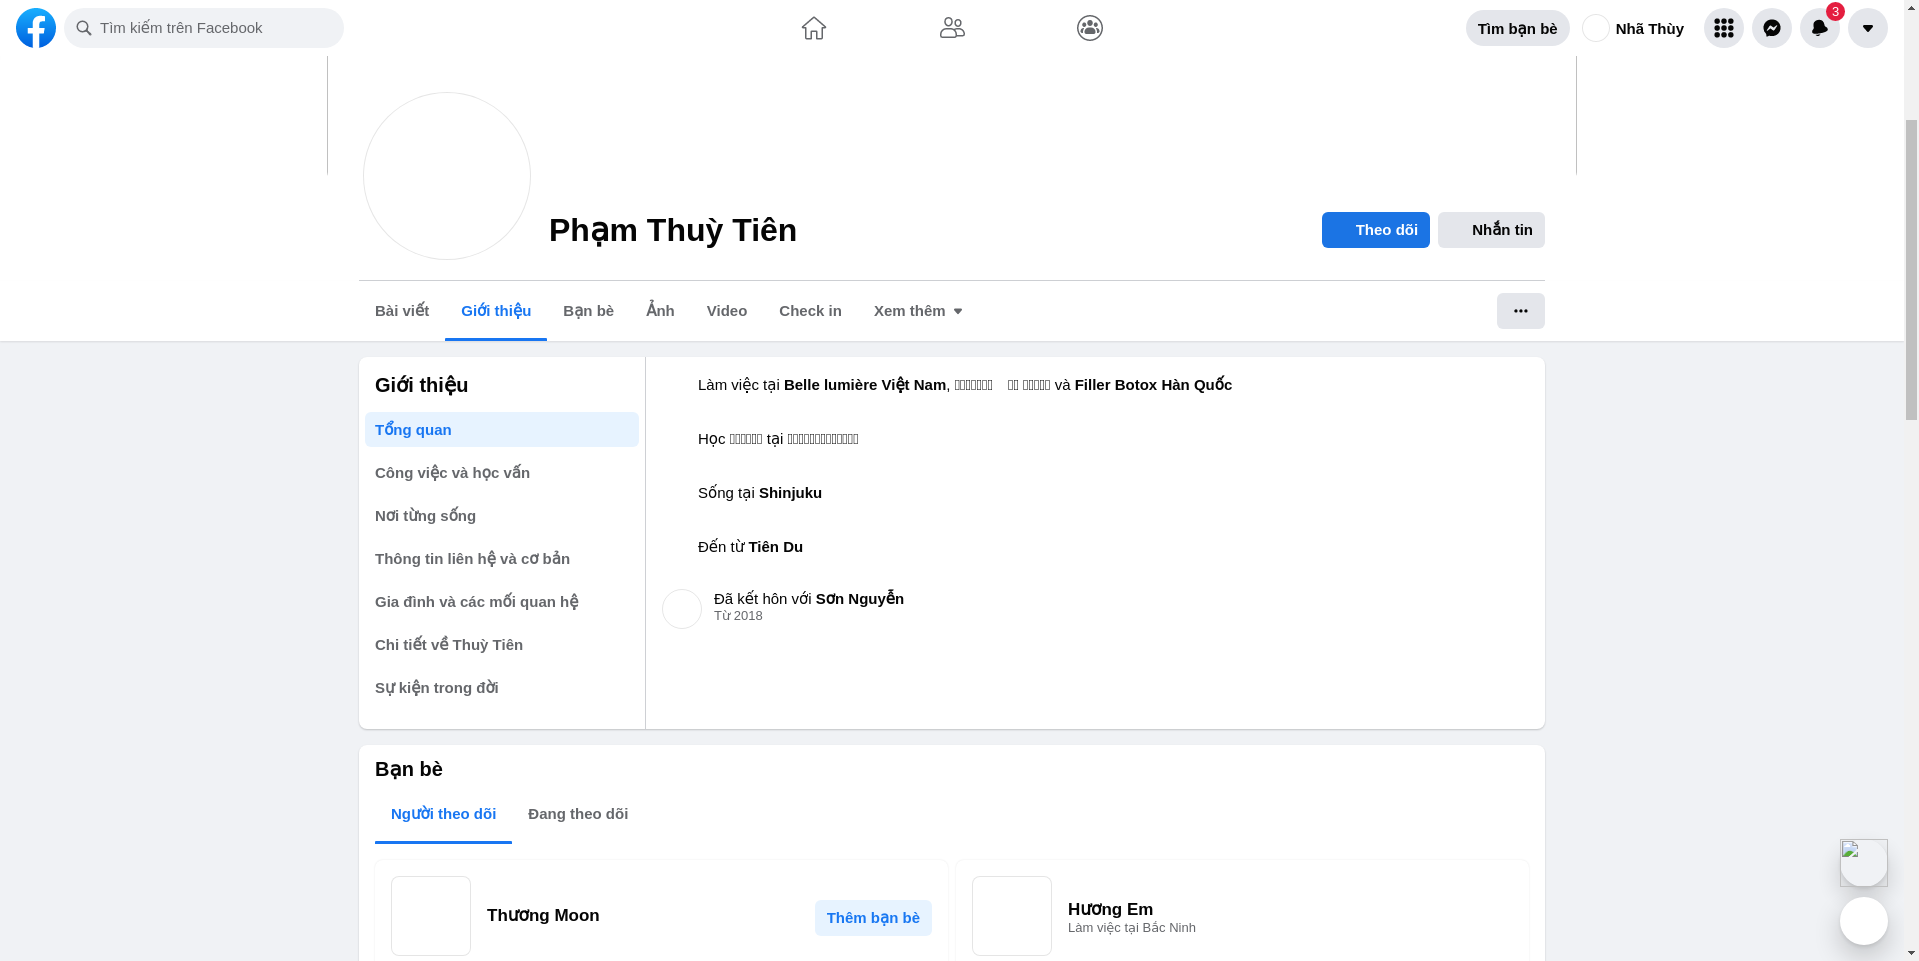 Tìm kiếm trên Facebook
Tìm bạn bè
Nhã Thùy
3
Phạm Thuỳ Tiên
Theo dõi
Nhắn tin
Bài viết
Giới thiệu
Bạn bè
Ảnh
Video
Check in
Xem thêm
Giới thiệu
Tổng quan
Công việc và học vấn
Nơi từng sống
Thông tin liên hệ và cơ bản
Gia đình và các mối quan hệ
Chi tiết về Thuỳ Tiên
Sự kiện trong đời
Làm việc tại Belle lumière Việt Nam, và Filler Botox Hàn Quốc
Học tại
Sống tại Shinjuku
Đến từ Tiên Du
Đã kết hôn với Sơn Nguyễn
Từ 2018
Bạn bè
Người theo dõi
Đang theo dõi
Thương Moon
Thêm bạn bè
Hương Em
Làm việc tại Bắc Ninh